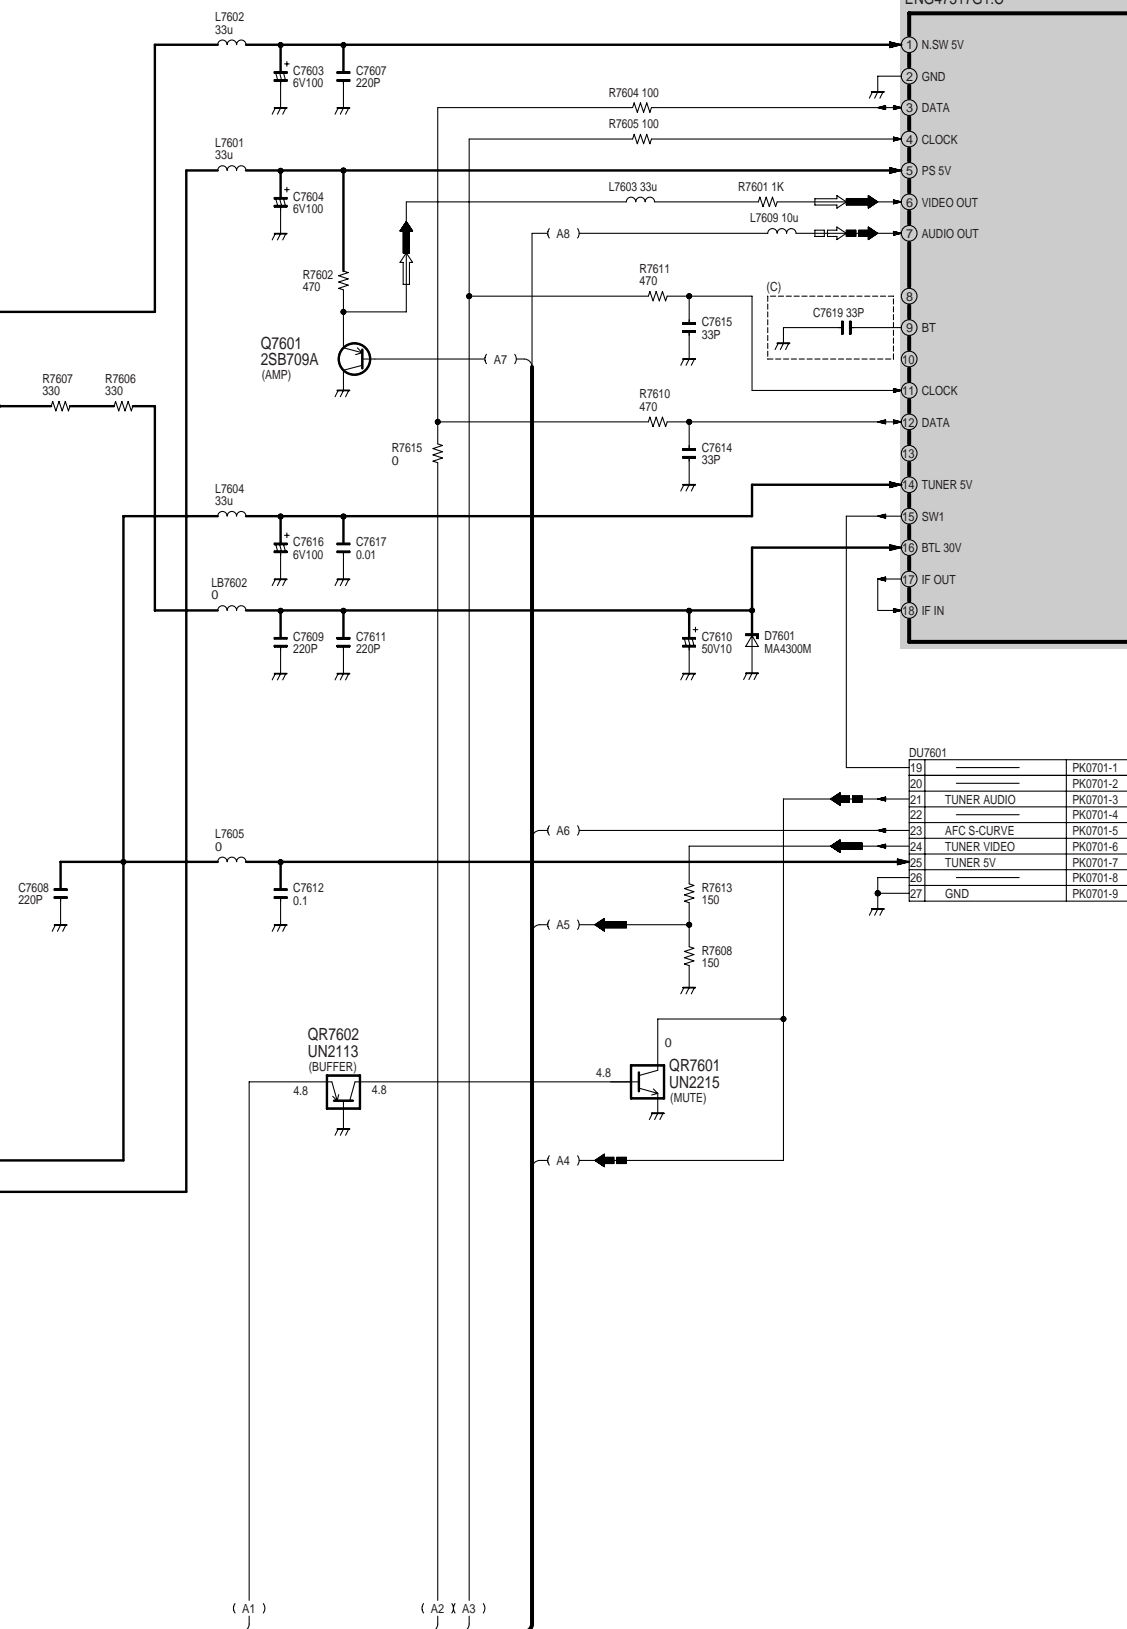 L7602
33u
C7603
6V100
C7607
220P
1 N.SW 5V
2 GND
R7604 100
3 DATA
R7605 100
4 CLOCK
L7601
33u
5 PS 5V
C7604
6V100
L7603 33u
R7601 1K
6 VIDEO OUT
L7609 10u
( A8 )
7 AUDIO OUT
R7602
470
R7611
470
(C)
8
C7619 33P
C7615
33P
9 BT
Q7601
2SB709A
(AMP)
( A7 )
10
R7607
330
R7606
330
R7610
470
11 CLOCK
12 DATA
R7615
0
C7614
33P
13
L7604
33u
14 TUNER 5V
15 SW1
C7616
6V100
C7617
0.01
16 BTL 30V
LB7602
0
17 IF OUT
18 IF IN
C7609
220P
C7611
220P
C7610
50V10
D7601
MA4300M
DU7601
19 PK0701-1
20 PK0701-2
21 TUNER AUDIO PK0701-3
22 PK0701-4
( A6 )
23 AFC S-CURVE PK0701-5
24 TUNER VIDEO PK0701-6
25 TUNER 5V PK0701-7
26 PK0701-8
27 GND PK0701-9
L7605
0
C7608
220P
C7612
0.1
R7613
150
( A5 )
R7608
150
QR7602
UN2113
(BUFFER)
4.8
4.8
4.8
0
QR7601
UN2215
(MUTE)
( A4 )
( A1 )
( A2 )
( A3 )